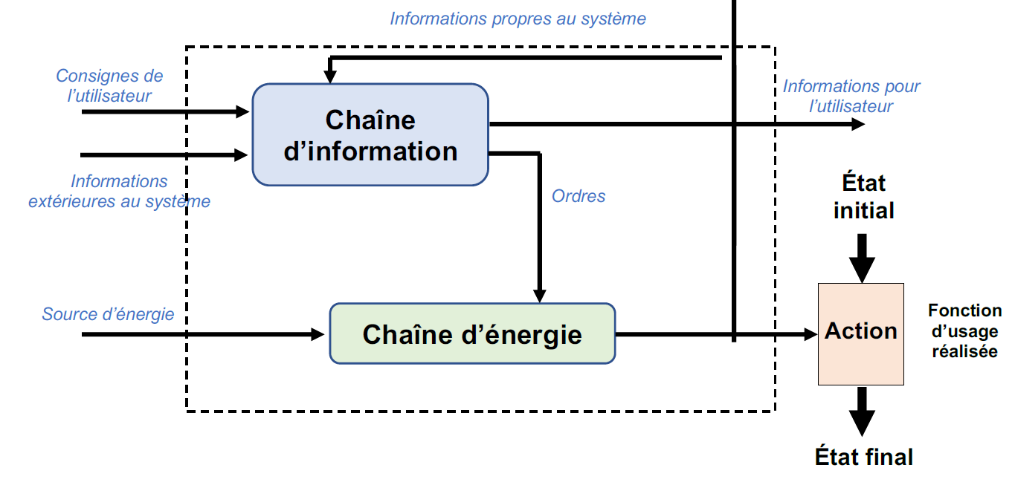 Informations propres au système
Consignes de
l'utilisateur
Informations pour
l'utilisateur
Chaîne
d'information
Informations
extérieures au système
Ordres
État
initial
Source d'énergie
Chaîne d'énergie
Action
Fonction
d'usage
réalisée
État final